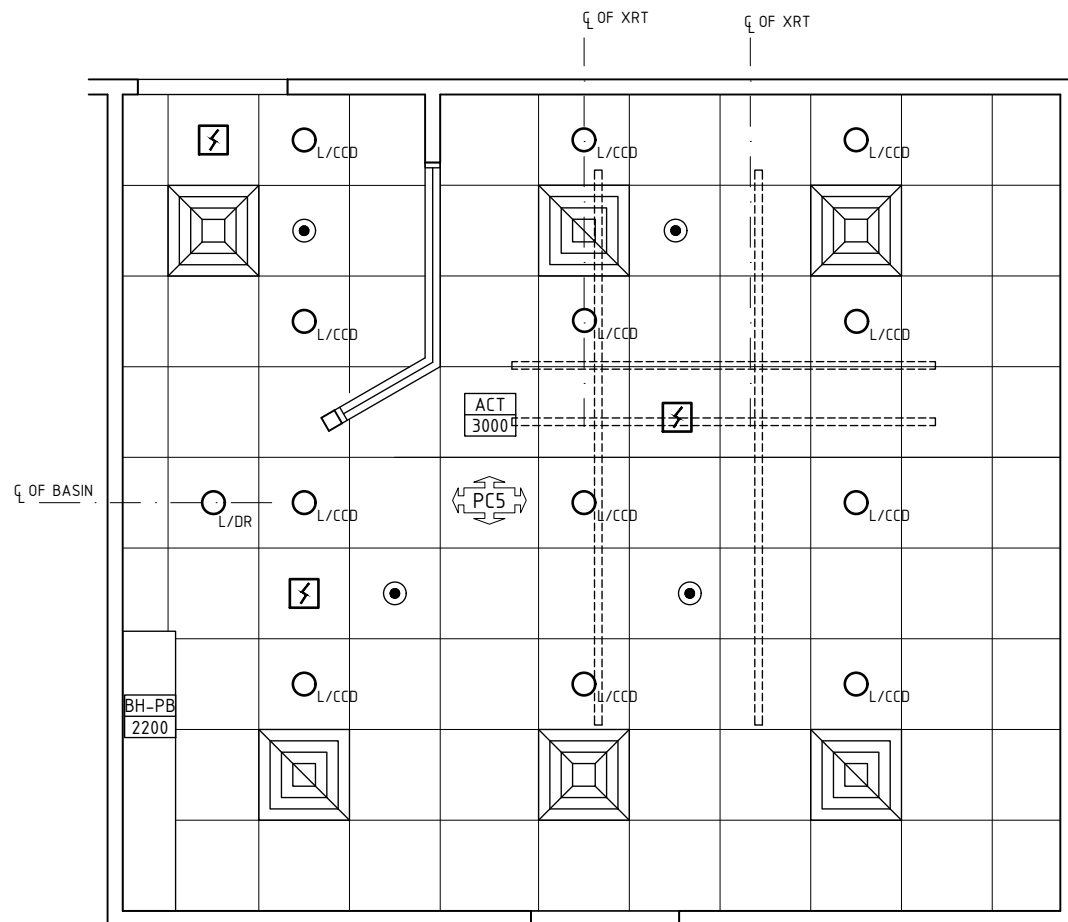 ℄ OF XRT
℄ OF XRT
L/CCD
L/CCD
L/CCD
L/CCD
L/CCD
L/CCD
ACT
3000
℄ OF BASIN
L/DR
L/CCD
PC5
L/CCD
L/CCD
L/CCD
L/CCD
L/CCD
BH-PB
2200